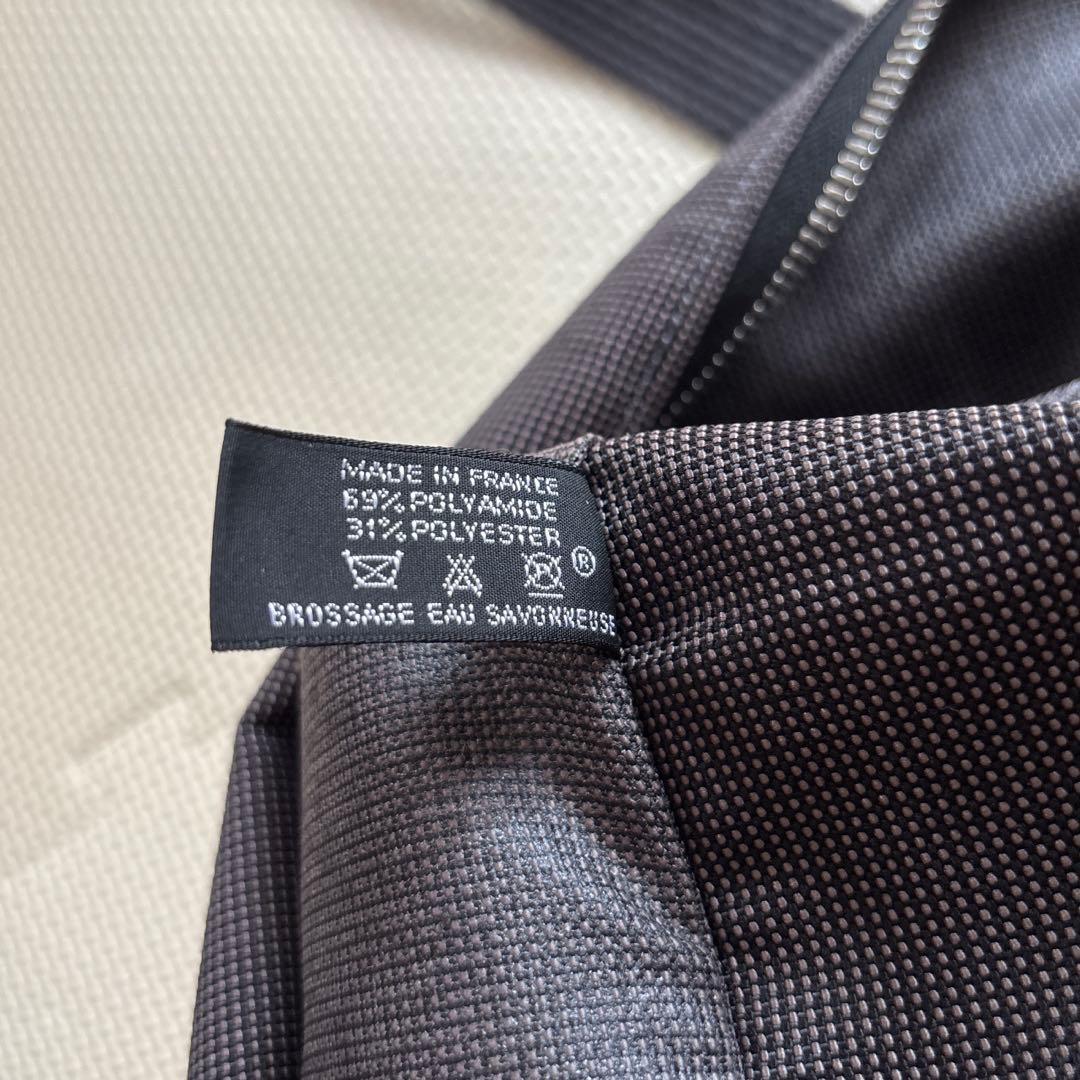 MADE IN FRANCE
69% POLYAMIDE
31% POLYESTER
®
BROSSAGE EAU SAVONNEUSE